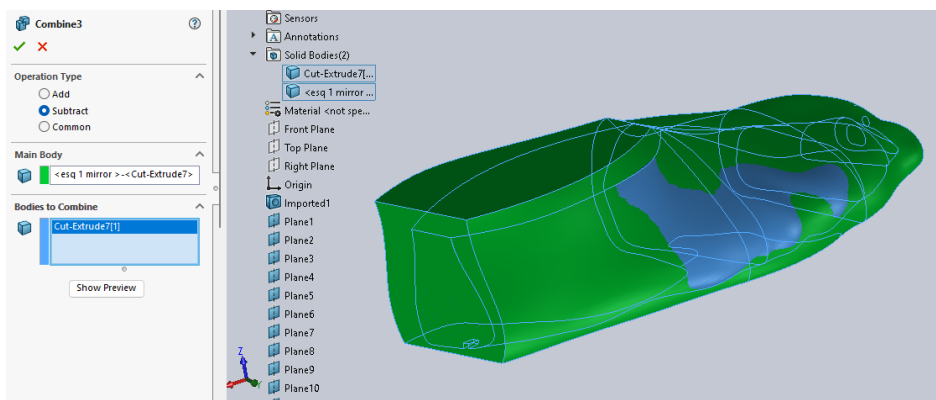 Combine3
Operation Type
Add
Subtract
Common
Main Body
<esq 1 mirror >-<Cut-Extrude7>
Bodies to Combine
Cut-Extrude7[1]
Show Preview
Sensors
Annotations
Solid Bodies(2)
Cut-Extrude7[...
<esq 1 mirror ...
Material <not spe...
Front Plane
Top Plane
Right Plane
Origin
Imported1
Plane1
Plane2
Plane3
Plane4
Plane5
Plane6
Plane7
Plane8
Plane9
Plane10
Z